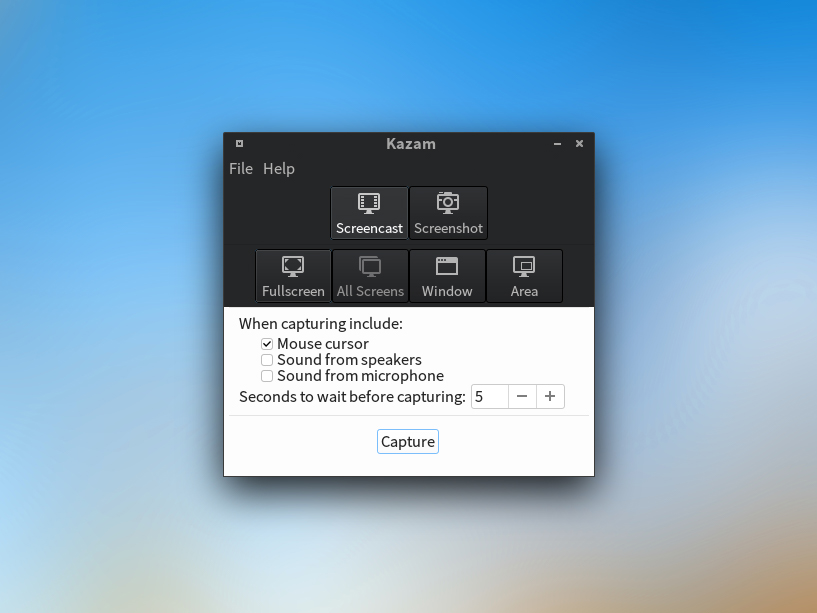 Kazam
File Help
Screencast Screenshot
Fullscreen All Screens Window Area
When capturing include:
Mouse cursor
Sound from speakers
Sound from microphone
Seconds to wait before capturing: 5
Capture